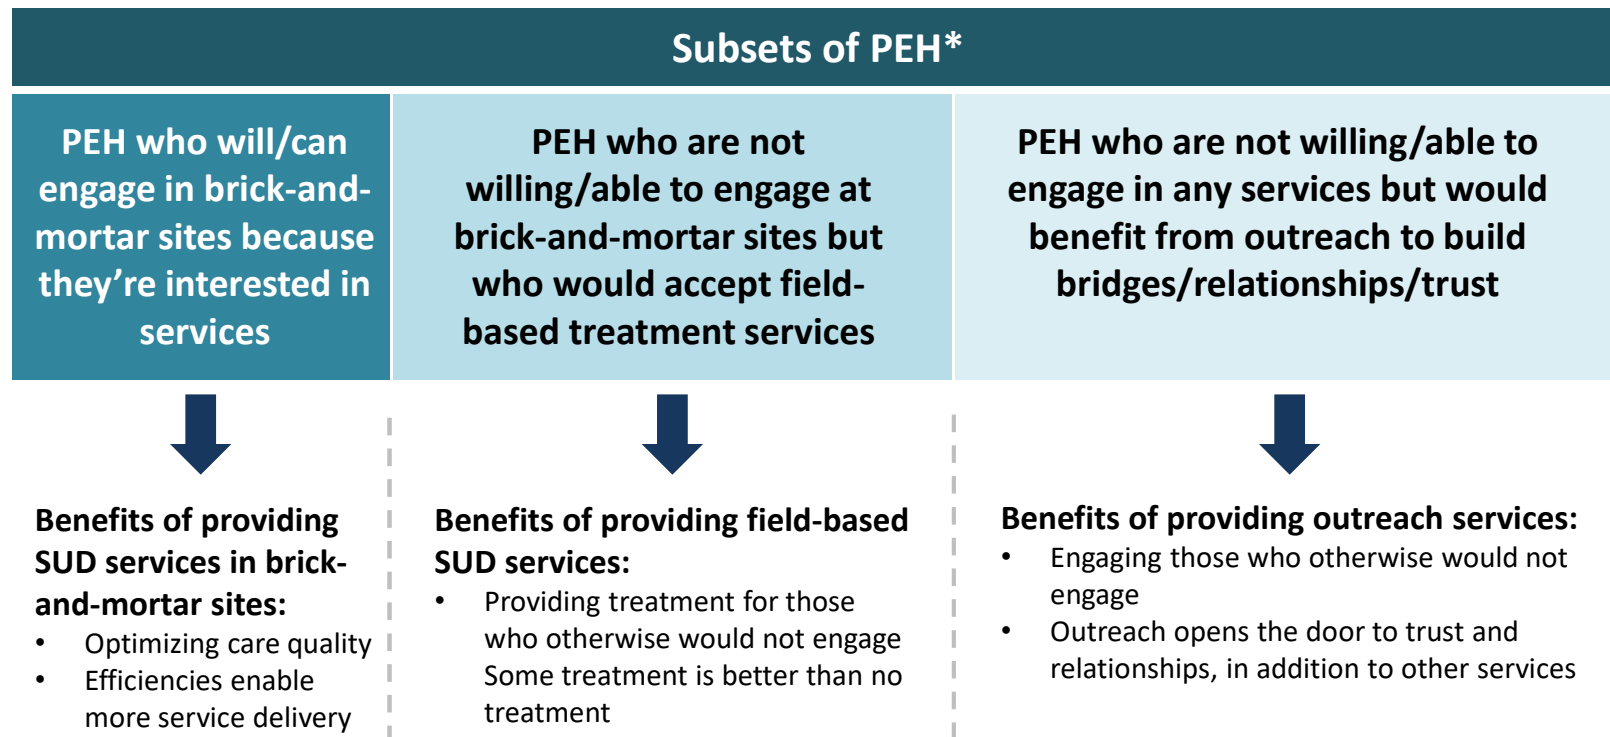 Subsets of PEH*
PEH who will/can
engage in brick-and-
mortar sites because
they’re interested in
services
PEH who are not
willing/able to engage at
brick-and-mortar sites but
who would accept field-
based treatment services
PEH who are not willing/able to
engage in any services but would
benefit from outreach to build
bridges/relationships/trust
Benefits of providing
SUD services in brick-
and-mortar sites:
• Optimizing care quality
• Efficiencies enable
more service delivery
Benefits of providing field-based
SUD services:
• Providing treatment for those
who otherwise would not engage
Some treatment is better than no
treatment
Benefits of providing outreach services:
• Engaging those who otherwise would not
engage
• Outreach opens the door to trust and
relationships, in addition to other services